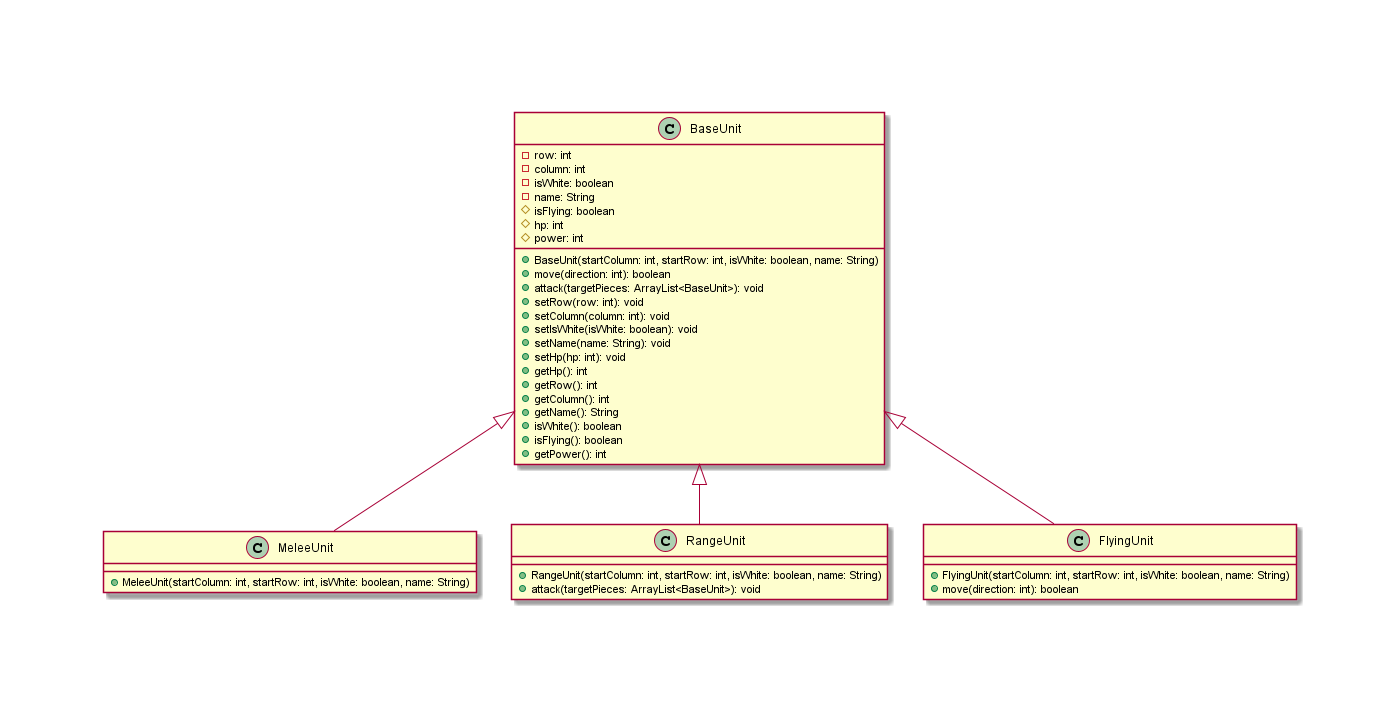 C BaseUnit
row: int
column: int
isWhite: boolean
name: String
isFlying: boolean
hp: int
power: int
BaseUnit(startColumn: int, startRow: int, isWhite: boolean, name: String)
move(direction: int): boolean
attack(targetPieces: ArrayList<BaseUnit>): void
setRow(row: int): void
setColumn(column: int): void
setIsWhite(isWhite: boolean): void
setName(name: String): void
setHp(hp: int): void
getHp(): int
getRow(): int
getColumn(): int
getName(): String
isWhite(): boolean
isFlying(): boolean
getPower(): int
C MeleeUnit
MeleeUnit(startColumn: int, startRow: int, isWhite: boolean, name: String)
C RangeUnit
RangeUnit(startColumn: int, startRow: int, isWhite: boolean, name: String)
attack(targetPieces: ArrayList<BaseUnit>): void
C FlyingUnit
FlyingUnit(startColumn: int, startRow: int, isWhite: boolean, name: String)
move(direction: int): boolean